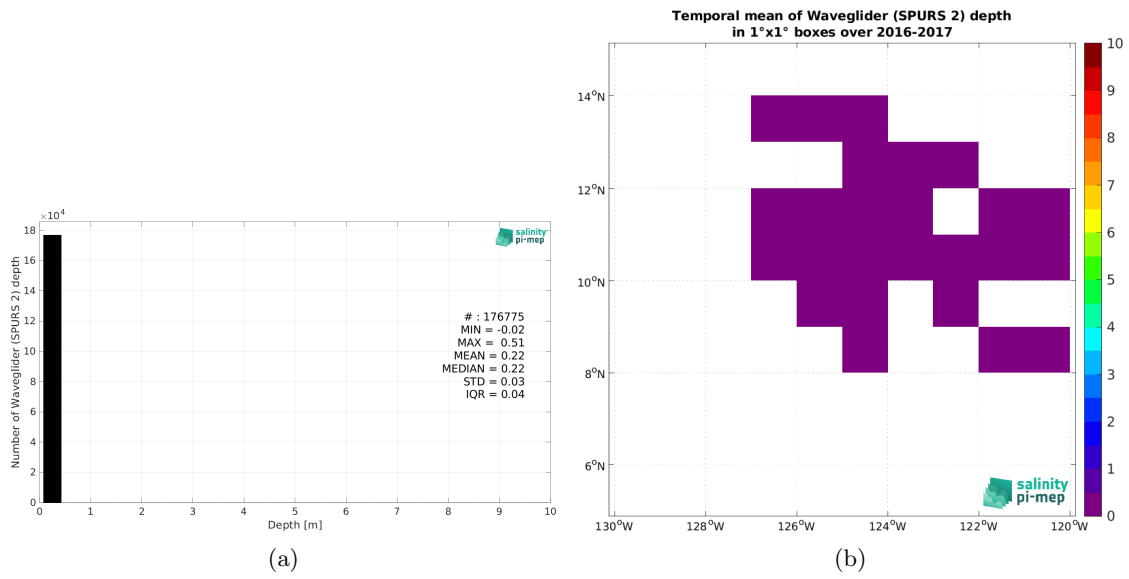 ×10⁴
18
16
14
12
10
8
6
4
2
0
Number of Waveglider (SPURS 2) depth
salinity
pi-mep
# : 176775
MIN = -0.02
MAX = 0.51
MEAN = 0.22
MEDIAN = 0.22
STD = 0.03
IQR = 0.04
0 1 2 3 4 5 6 7 8 9 10
Depth [m]
(a)
Temporal mean of Waveglider (SPURS 2) depth
in 1°x1° boxes over 2016-2017
14°N
12°N
10°N
8°N
6°N
130°W 128°W 126°W 124°W 122°W 120°W
10
9
8
7
6
5
4
3
2
1
0
salinity
pi-mep
(b)